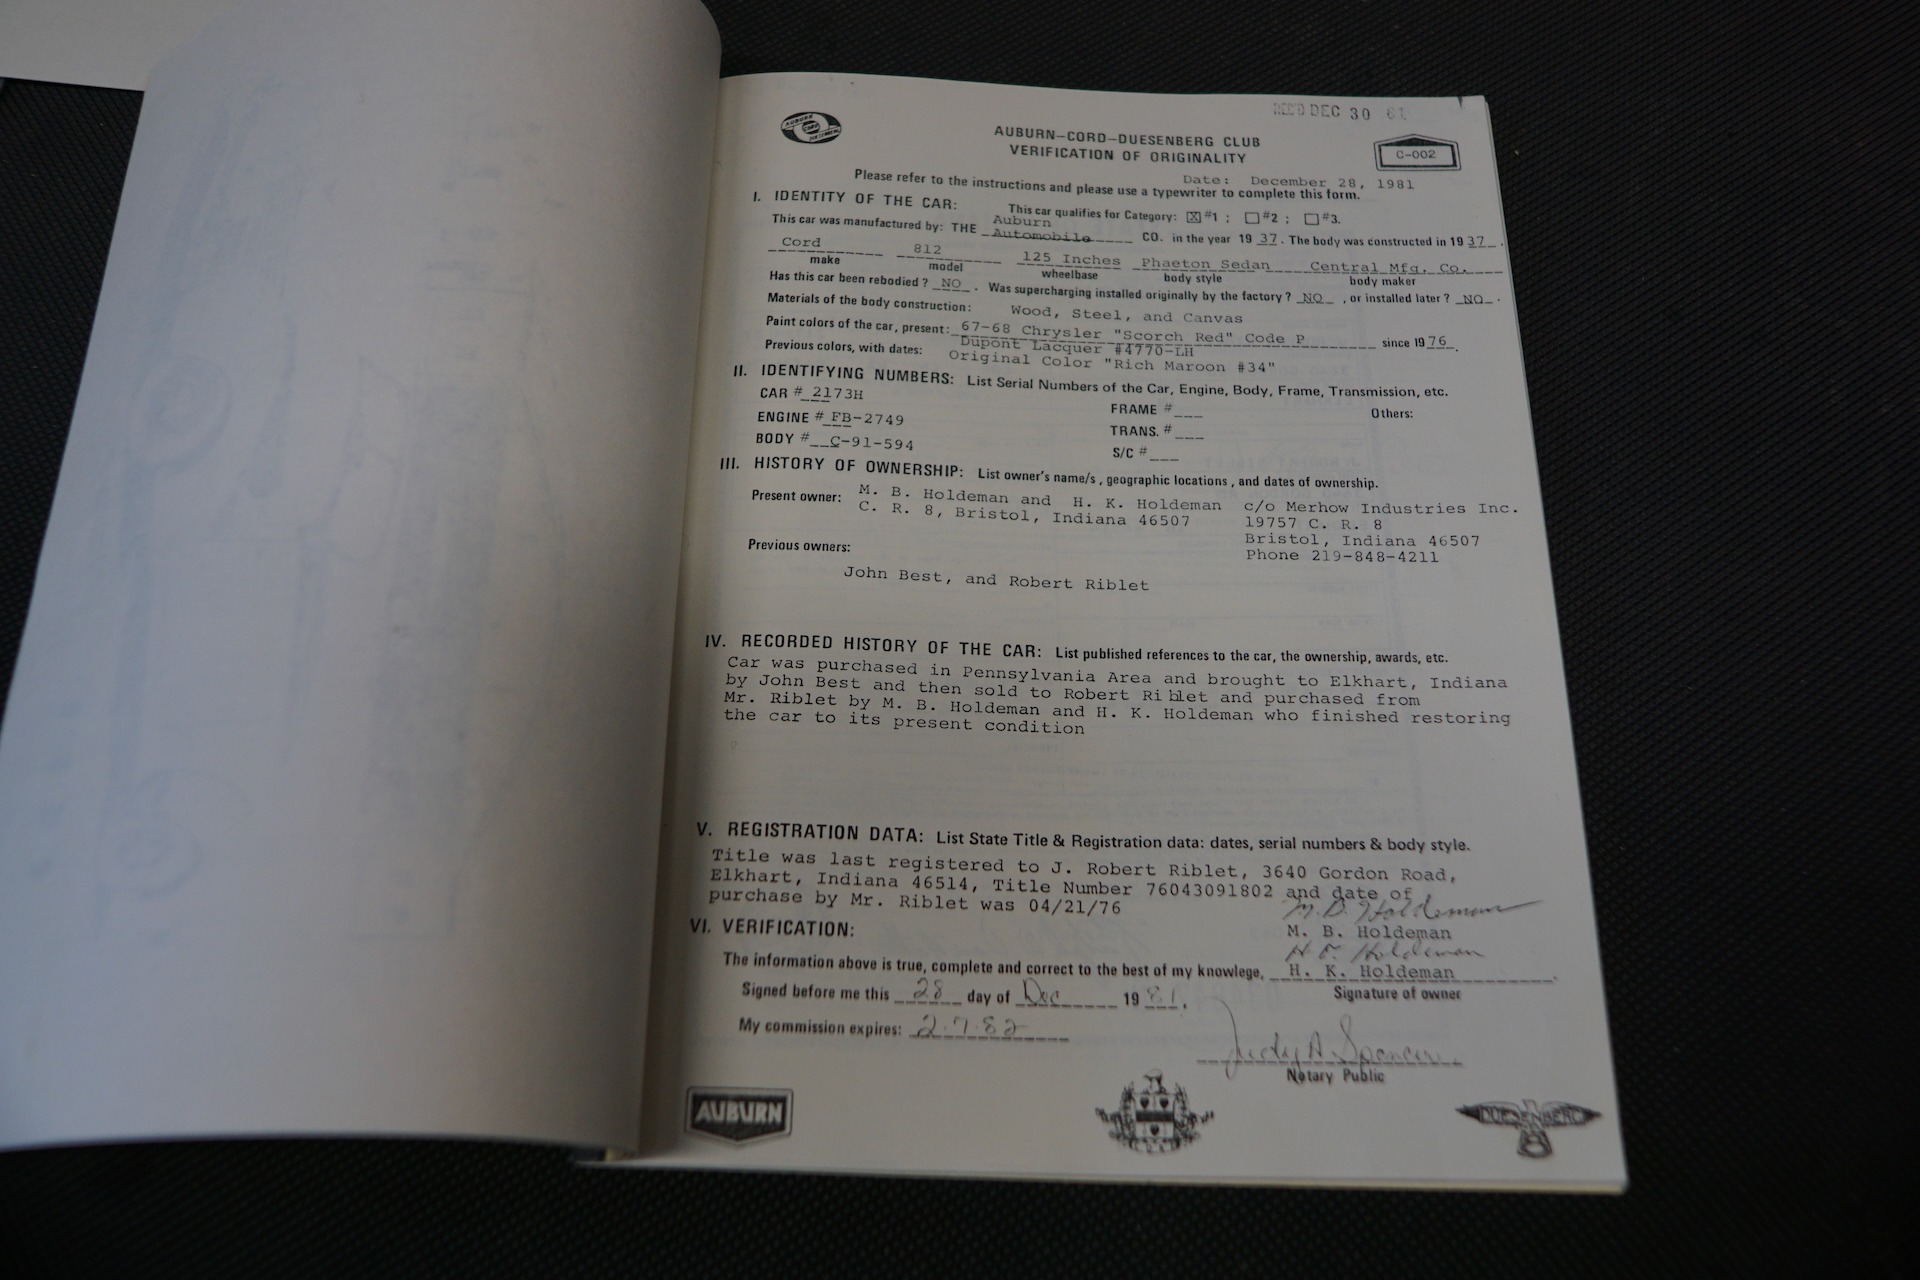 REC'D DEC 30 81
AUBURN CORD DUESENBERG
AUBURN-CORD-DUESENBERG CLUB
VERIFICATION OF ORIGINALITY
C-002
Date: December 28, 1981
Please refer to the instructions and please use a typewriter to complete this form.
I. IDENTITY OF THE CAR: This car qualifies for Category: X #1 ; #2 ; #3.
This car was manufactured by: THE Auburn Automobile CO. in the year 19 37. The body was constructed in 19 37.
Cord 812 125 Inches Phaeton Sedan Central Mfg. Co.
make model wheelbase body style body maker
Has this car been rebodied ? NO . Was supercharging installed originally by the factory ? NO , or installed later ? NO .
Materials of the body construction: Wood, Steel, and Canvas
Paint colors of the car, present: 67-68 Chrysler "Scorch Red" Code P since 19 76.
Dupont Lacquer #4770-LH
Previous colors, with dates: Original Color "Rich Maroon #34"
II. IDENTIFYING NUMBERS: List Serial Numbers of the Car, Engine, Body, Frame, Transmission, etc.
CAR # 2173H FRAME # Others:
ENGINE # FB-2749 TRANS. #
BODY # C-91-594 S/C #
III. HISTORY OF OWNERSHIP: List owner's name/s, geographic locations, and dates of ownership.
Present owner: M. B. Holdeman and H. K. Holdeman c/o Merhow Industries Inc.
C. R. 8, Bristol, Indiana 46507 19757 C. R. 8
Bristol, Indiana 46507
Previous owners: Phone 219-848-4211
John Best, and Robert Riblet
IV. RECORDED HISTORY OF THE CAR: List published references to the car, the ownership, awards, etc.
Car was purchased in Pennsylvania Area and brought to Elkhart, Indiana
by John Best and then sold to Robert Riblet and purchased from
Mr. Riblet by M. B. Holdeman and H. K. Holdeman who finished restoring
the car to its present condition
V. REGISTRATION DATA: List State Title & Registration data: dates, serial numbers & body style.
Title was last registered to J. Robert Riblet, 3640 Gordon Road,
Elkhart, Indiana 46514, Title Number 76043091802 and date of
purchase by Mr. Riblet was 04/21/76
M. B. Holdeman
VI. VERIFICATION: M. B. Holdeman
H. K. Holdeman
The information above is true, complete and correct to the best of my knowlege, H. K. Holdeman.
Signature of owner
Signed before me this 28 day of Dec 19 81.
My commission expires: 2.7.82
Judy A. Spencer
Notary Public
AUBURN
DUESENBERG